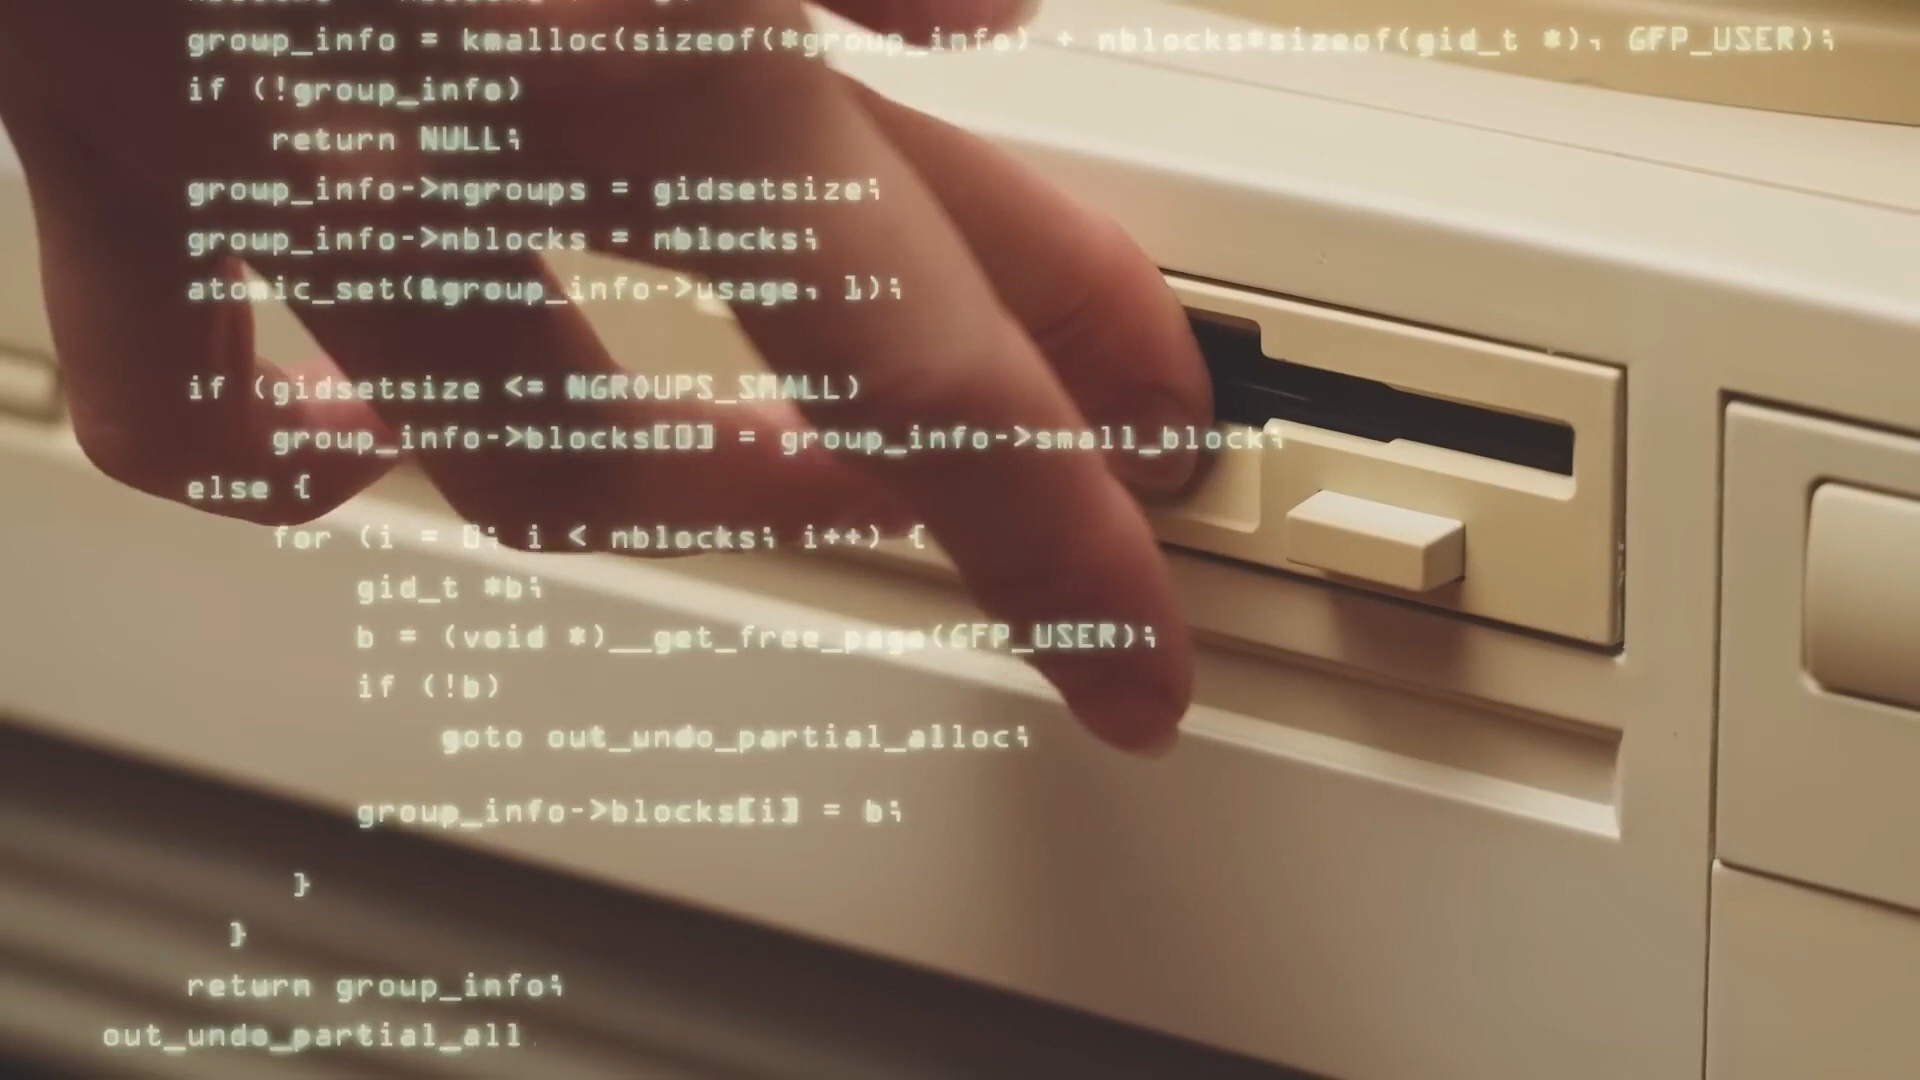 group_info = kmalloc(sizeof(*group_info) + nblocks*sizeof(gid_t *), GFP_USER);
if (!group_info)
return NULL;
group_info->ngroups = gidsetsize;
group_info->nblocks = nblocks;
atomic_set(&group_info->usage, 1);
if (gidsetsize <= NGROUPS_SMALL)
group_info->blocks[0] = group_info->small_block;
else {
for (i = 0; i < nblocks; i++) {
gid_t *b;
b = (void *)__get_free_page(GFP_USER);
if (!b)
goto out_undo_partial_alloc;
group_info->blocks[i] = b;
}
}
return group_info;
out_undo_partial_all